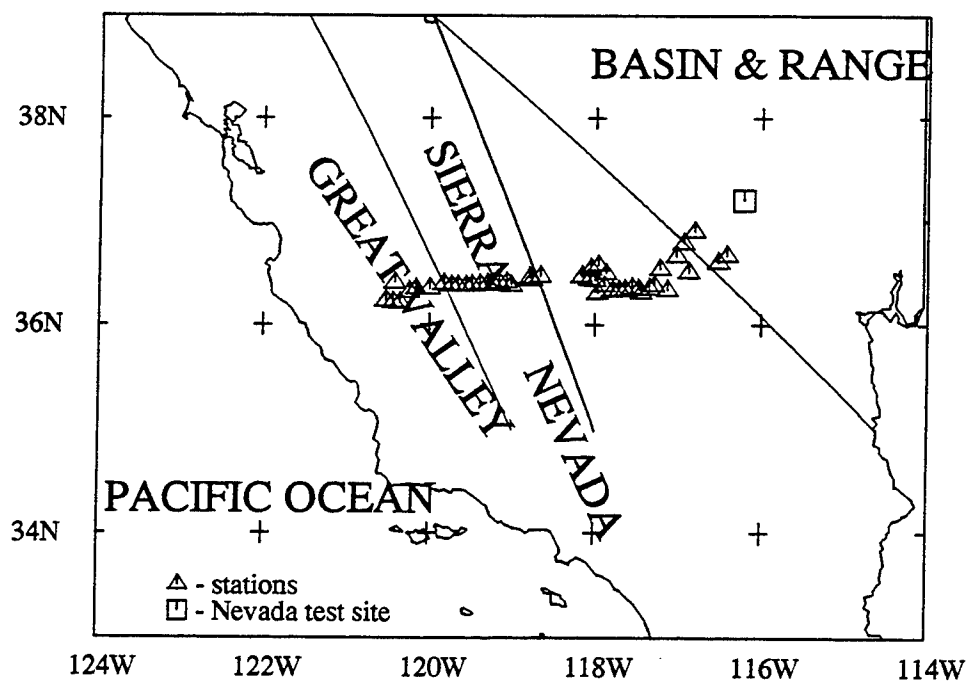 BASIN & RANGE
38N
SIERRA
GREAT VALLEY
36N
NEVADA
PACIFIC OCEAN
34N
- stations
- Nevada test site
124W 122W 120W 118W 116W 114W